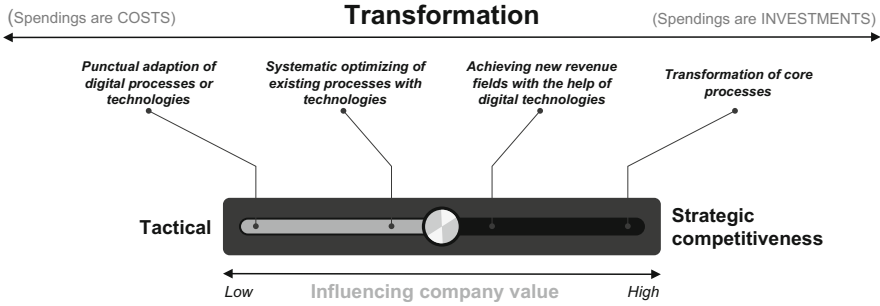 (Spendings are COSTS)
Transformation
(Spendings are INVESTMENTS)
Punctual adaption of
digital processes or
technologies
Systematic optimizing of
existing processes with
technologies
Achieving new revenue
fields with the help of
digital technologies
Transformation of core
processes
Tactical
Strategic
competitiveness
Low
Influencing company value
High